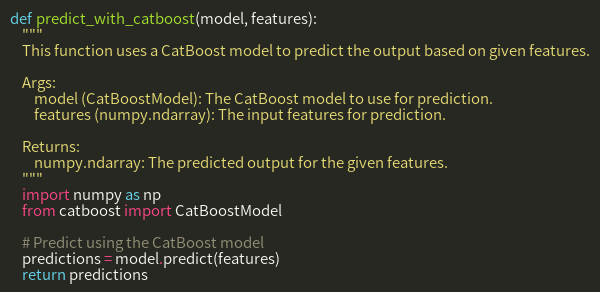 def predict_with_catboost(model, features):
"""
This function uses a CatBoost model to predict the output based on given features.
Args:
model (CatBoostModel): The CatBoost model to use for prediction.
features (numpy.ndarray): The input features for prediction.
Returns:
numpy.ndarray: The predicted output for the given features.
"""
import numpy as np
from catboost import CatBoostModel
# Predict using the CatBoost model
predictions = model.predict(features)
return predictions